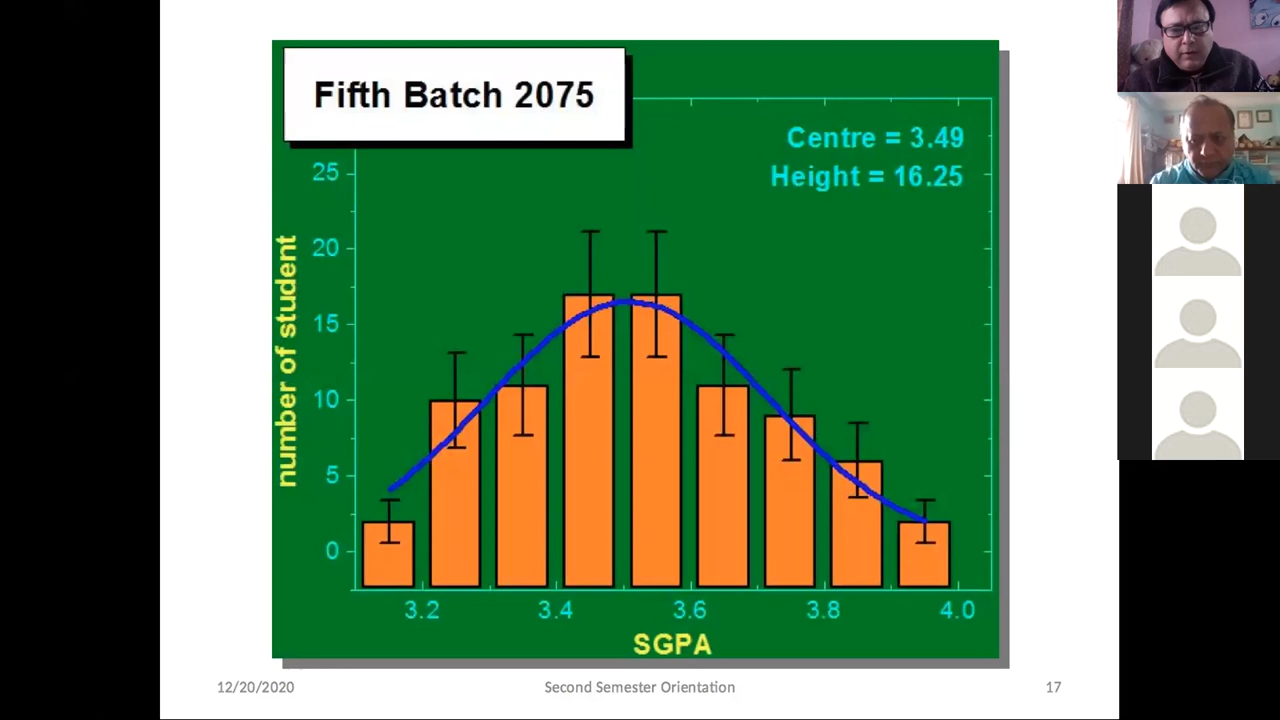 Fifth Batch 2075
Centre = 3.49
Height = 16.25
25
20
15
10
5
0
number of student
3.2 3.4 3.6 3.8 4.0
SGPA
12/20/2020 Second Semester Orientation 17